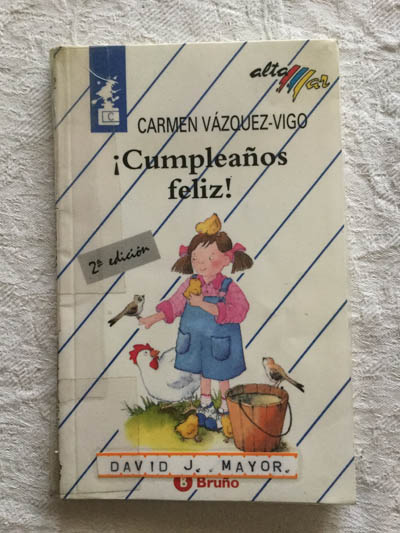 alta
mar
C
CARMEN VÁZQUEZ-VIGO
¡Cumpleaños
feliz!
2ª edición
DAVID J. MAYOR.
Bruño